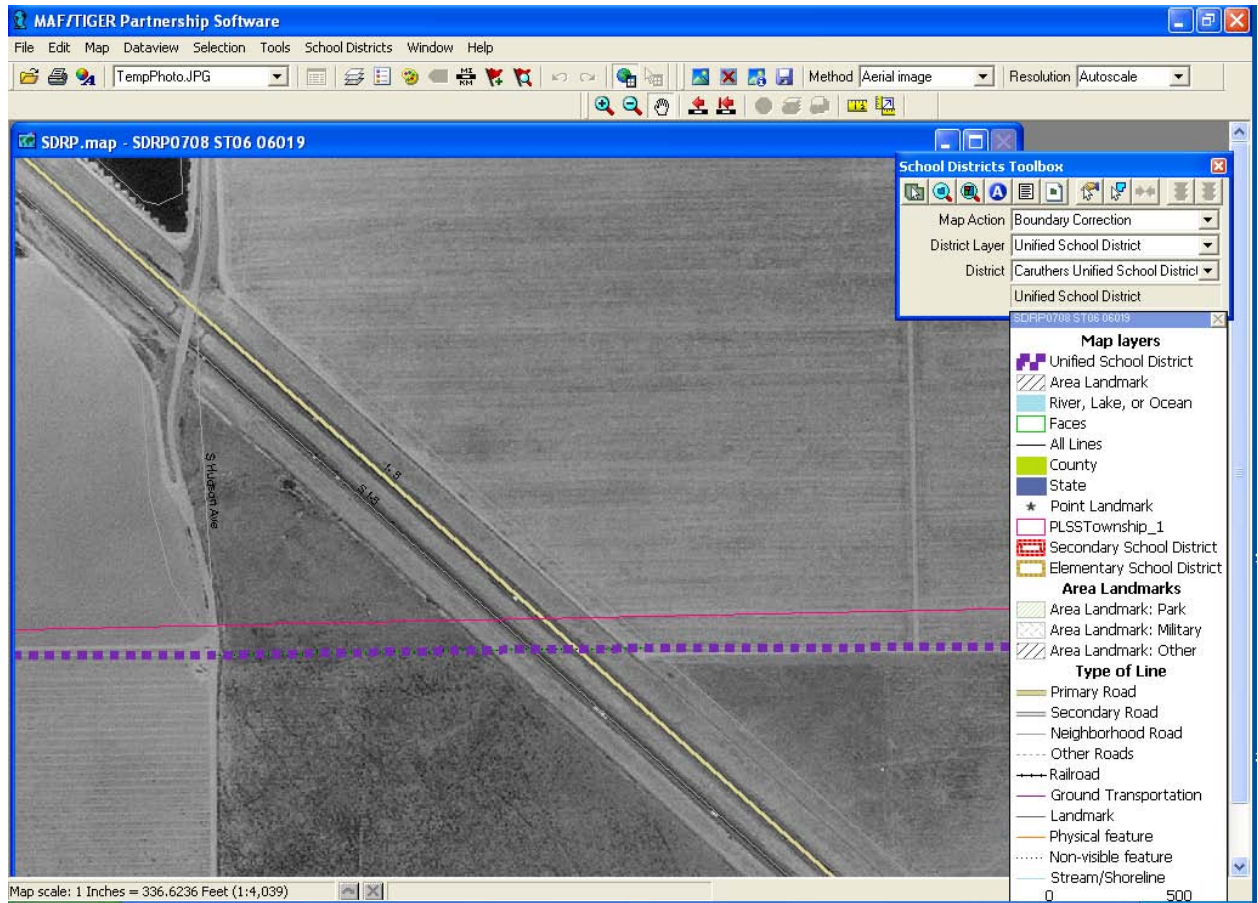 MAF/TIGER Partnership Software
File Edit Map Dataview Selection Tools School Districts Window Help
TempPhoto.JPG MI KM Method Aerial image Resolution Autoscale
SDRP.map - SDRP0708 ST06 06019
School Districts Toolbox
A
Map Action Boundary Correction
District Layer Unified School District
District Caruthers Unified School District
Unified School District
SDRP0708 ST06 06019
Map layers
Unified School District
Area Landmark
River, Lake, or Ocean
Faces
All Lines
County
State
Point Landmark
PLSSTownship_1
Secondary School District
Elementary School District
Area Landmarks
Area Landmark: Park
Area Landmark: Military
Area Landmark: Other
Type of Line
Primary Road
Secondary Road
Neighborhood Road
Other Roads
Railroad
Ground Transportation
Landmark
Physical feature
Non-visible feature
Stream/Shoreline
0 500
S Hudson Ave
I- 5
S I-5
Map scale: 1 Inches = 336.6236 Feet (1:4,039)